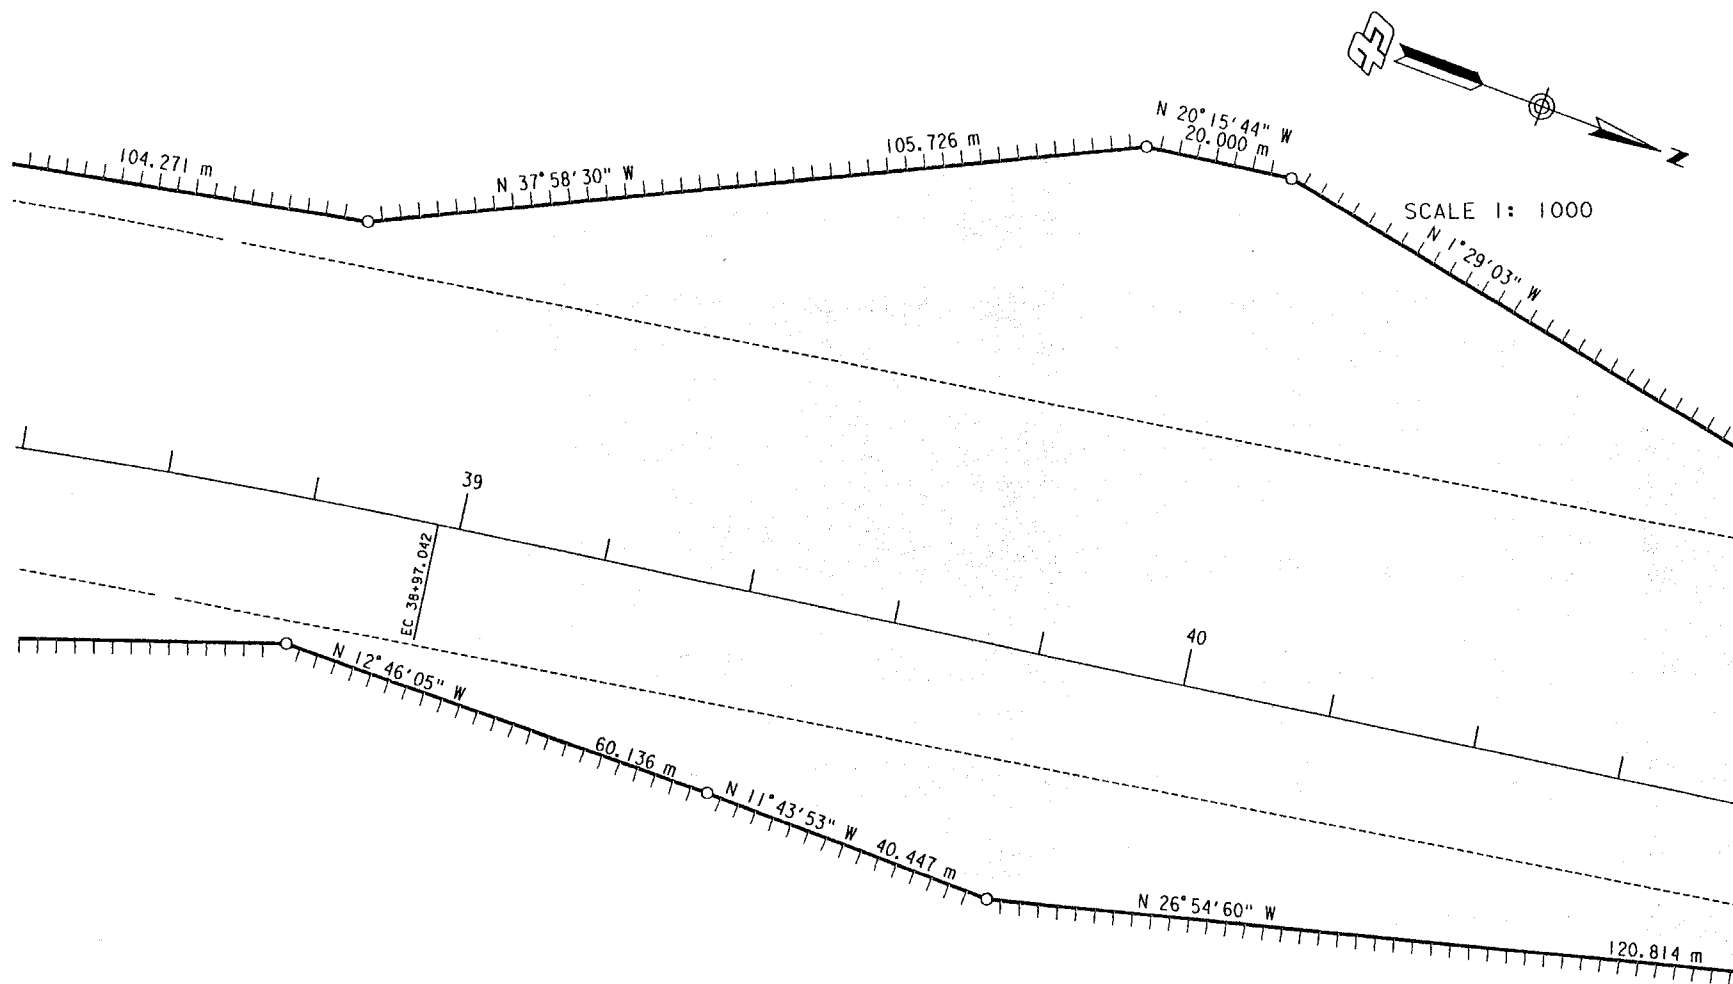 N 20°15'44" W
20.000 m
105.726 m
104.271 m
N 37°58'30" W
Z
SCALE 1: 1000
N 1°29'03" W
39
EC 38+97.042
40
N 12°46'05" W
60.136 m
N 11°43'53" W
40.447 m
N 26°54'60" W
120.814 m